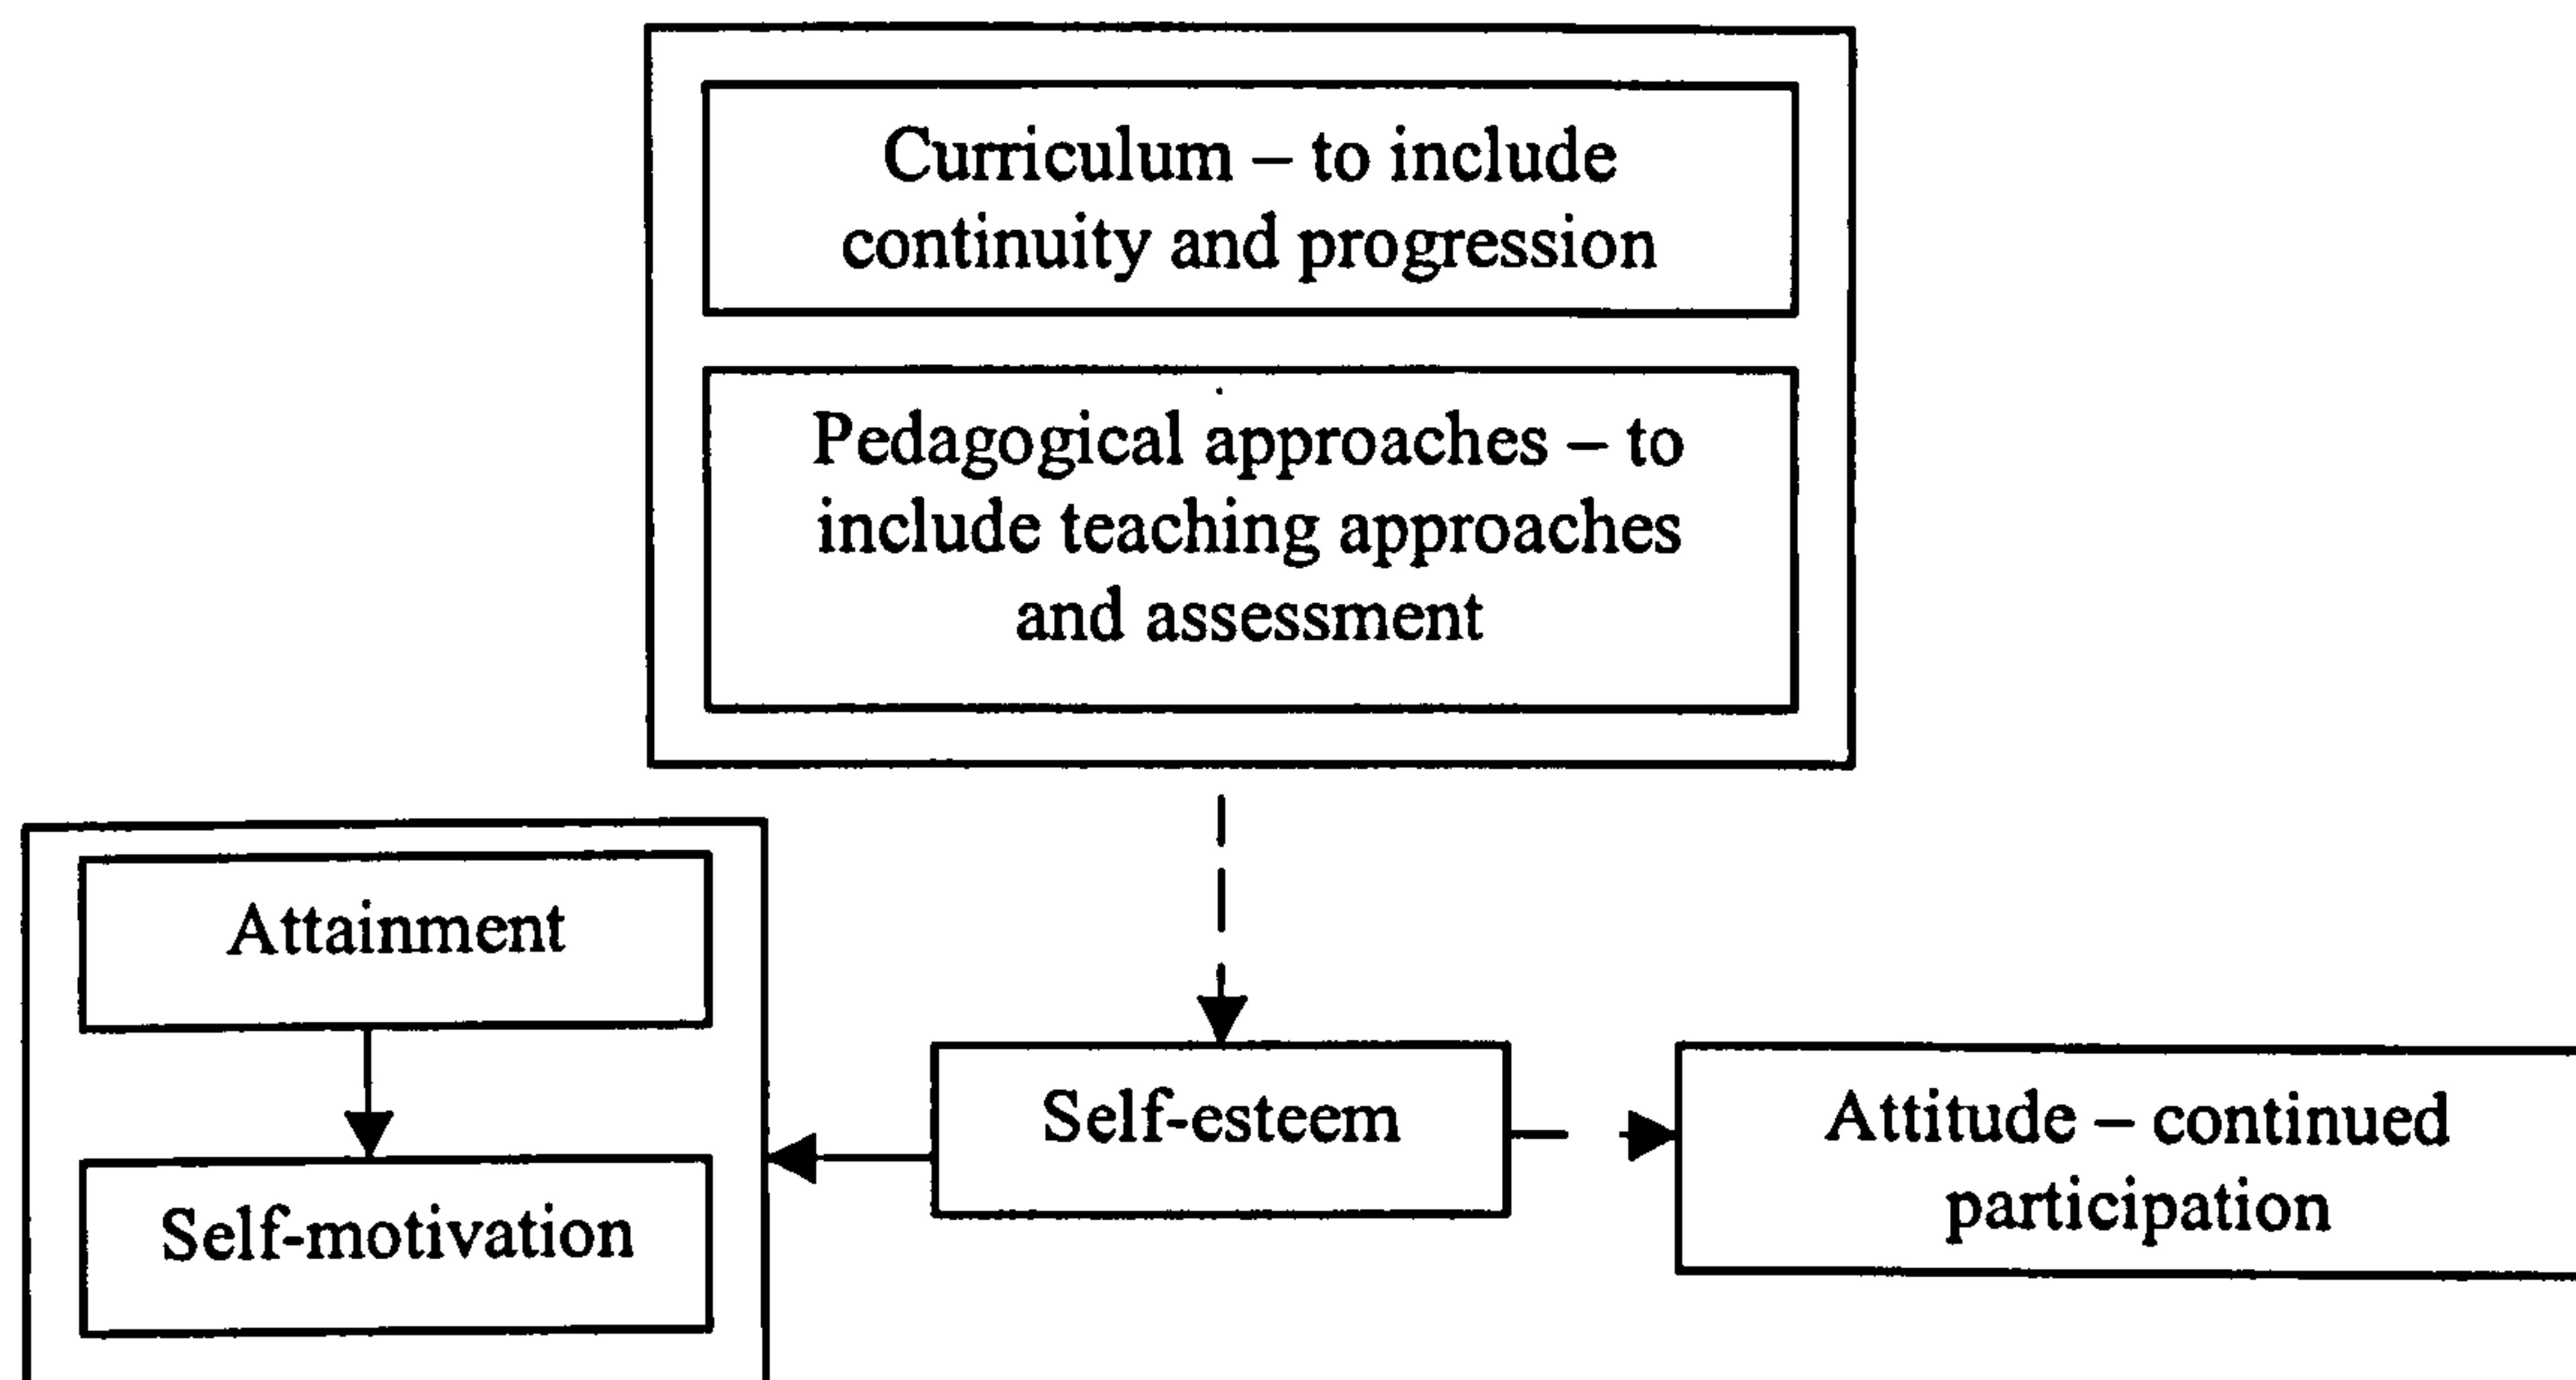 Curriculum – to include
continuity and progression
Pedagogical approaches – to
include teaching approaches
and assessment
Attainment
Self-motivation
Self-esteem
Attitude – continued
participation